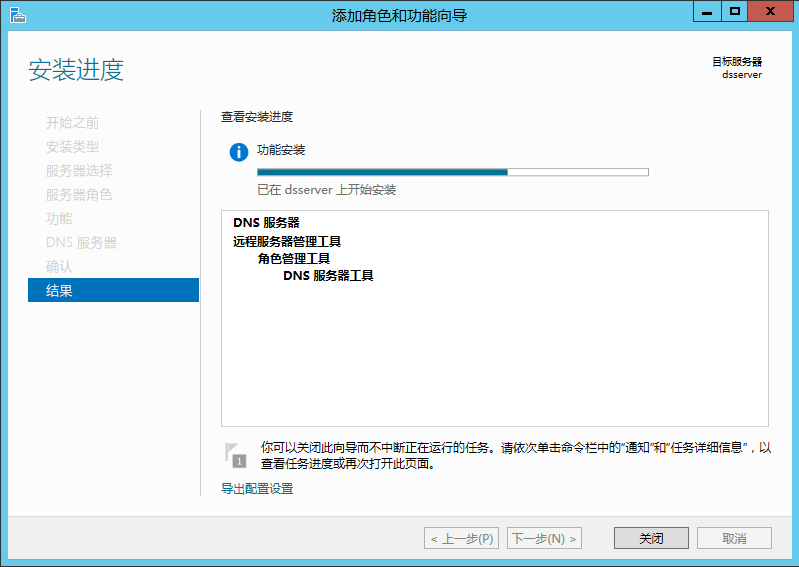 添加角色和功能向导
安装进度
目标服务器
dsserver
开始之前
安装类型
服务器选择
服务器角色
功能
DNS 服务器
确认
结果
查看安装进度
功能安装
已在 dsserver 上开始安装
DNS 服务器
远程服务器管理工具
角色管理工具
DNS 服务器工具
1
你可以关闭此向导而不中断正在运行的任务。请依次单击命令栏中的“通知”和“任务详细信息”，以
查看任务进度或再次打开此页面。
导出配置设置
< 上一步(P)
下一步(N) >
关闭
取消